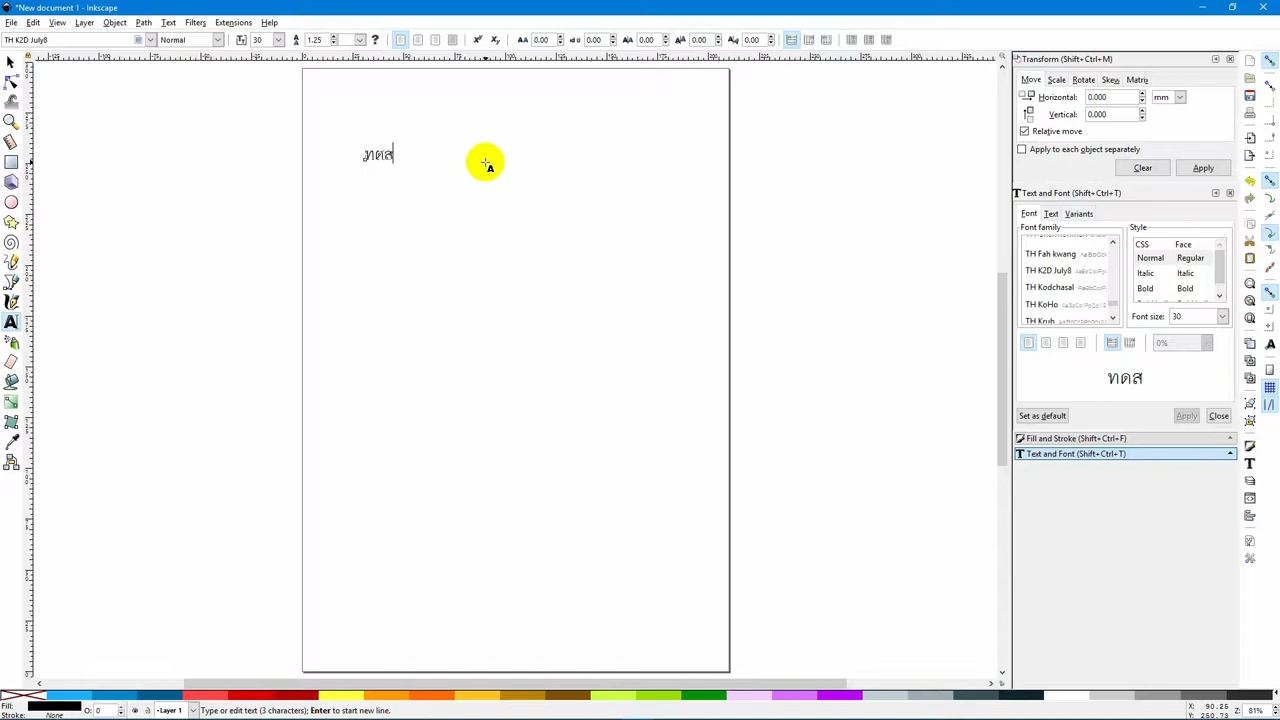 *New document 1 - Inkscape
File Edit View Layer Object Path Text Filters Extensions Help
TH K2D July8 Normal 30 1.25 0.00 0.00 0.00 0.00 0.00
ทดส
Transform (Shift+Ctrl+M)
Move Scale Rotate Skew Matrix
Horizontal: 0.000 mm
Vertical: 0.000
Relative move
Apply to each object separately
Clear Apply
Text and Font (Shift+Ctrl+T)
Font Text Variants
Font family Style
CSS Face
TH Fah kwang Normal Regular
TH K2D July8 Italic Italic
TH Kodchasal Bold Bold
TH KoHo
TH Krub Font size: 30
0%
ทดส
Set as default Apply Close
Fill and Stroke (Shift+Ctrl+F)
Text and Font (Shift+Ctrl+T)
Fill: O: 0 Layer 1 Type or edit text (3 characters); Enter to start new line. X: 90.25 Z: 81%
Stroke: None Y: 250.73